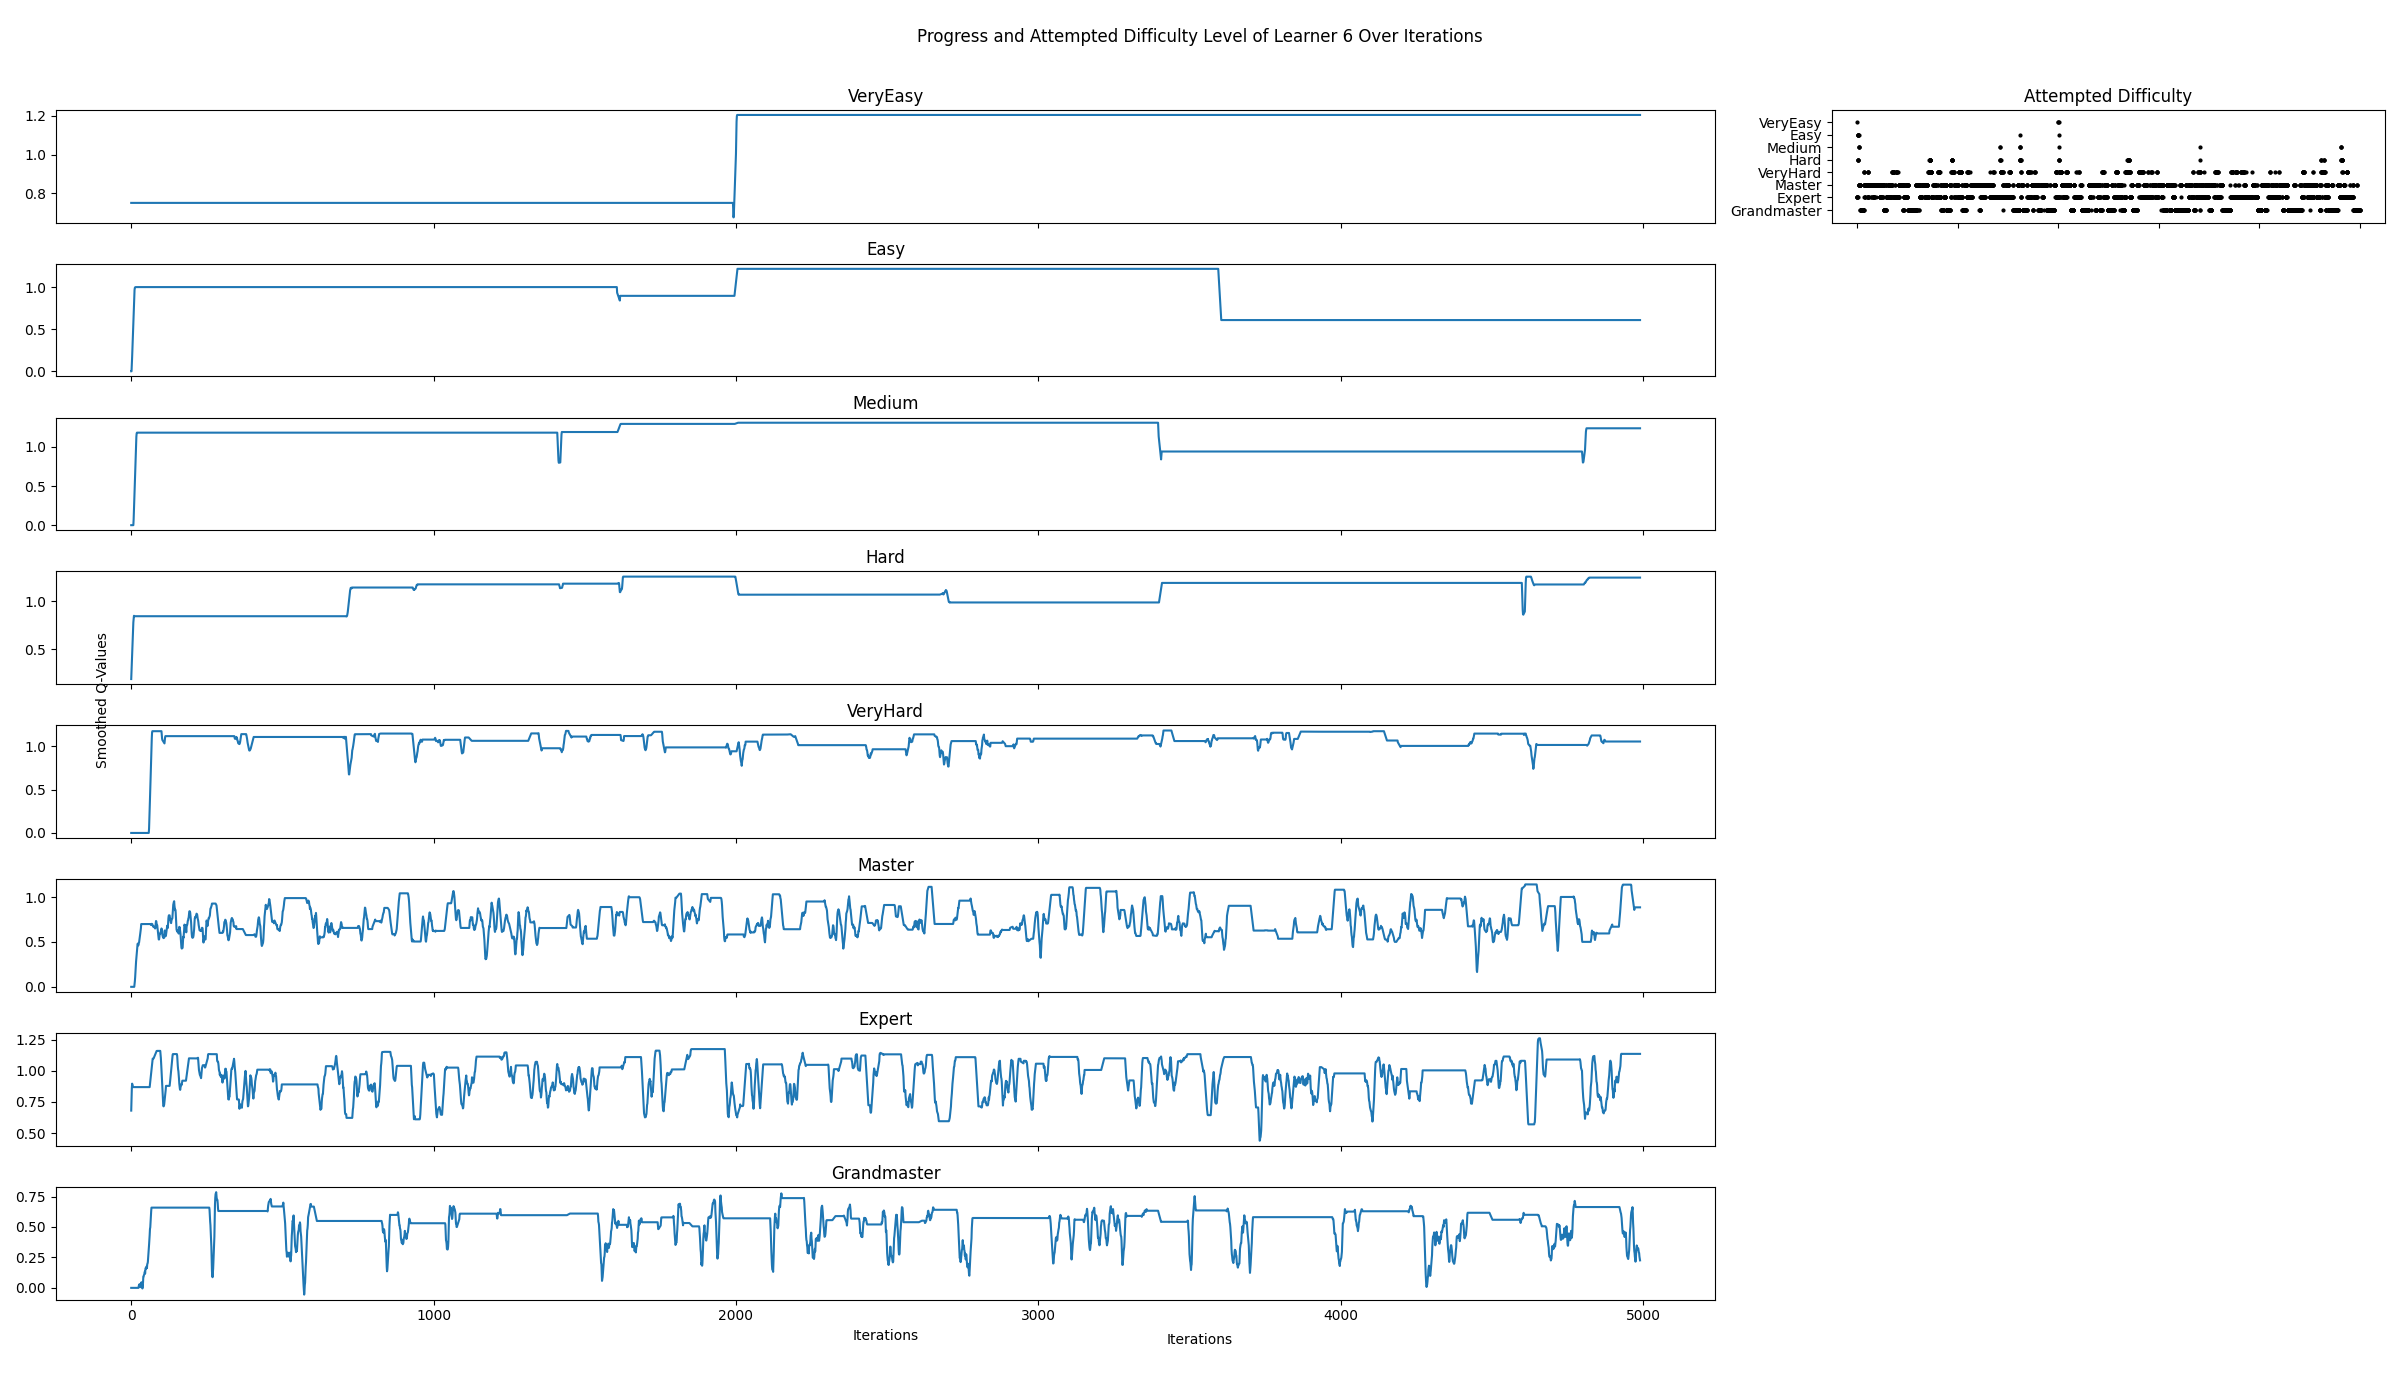 Progress and Attempted Difficulty Level of Learner 6 Over Iterations
VeryEasy
1.2
1.0
0.8
Attempted Difficulty
VeryEasy
Easy
Medium
Hard
VeryHard
Master
Expert
Grandmaster
Easy
1.0
0.5
0.0
Medium
1.0
0.5
0.0
Hard
1.0
0.5
Smoothed Q-Values
VeryHard
1.0
0.5
0.0
Master
1.0
0.5
0.0
Expert
1.25
1.00
0.75
0.50
Grandmaster
0.75
0.50
0.25
0.00
0 1000 2000 3000 4000 5000
Iterations
Iterations